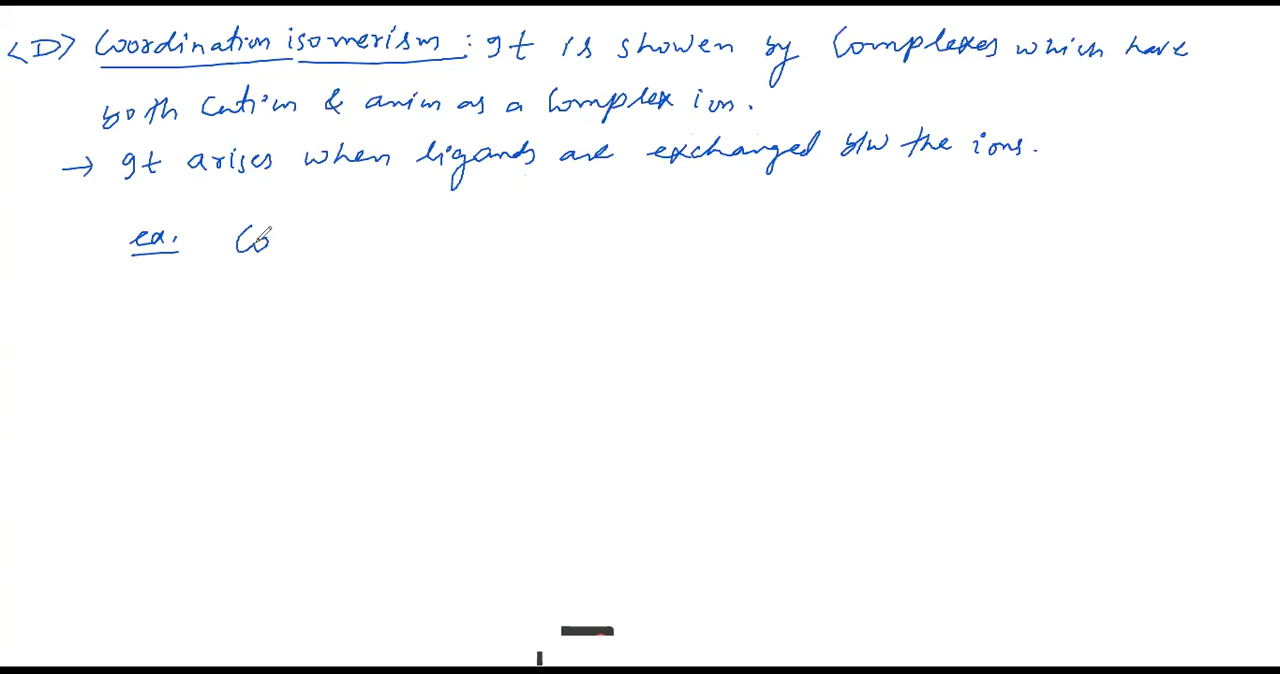 <D> Coordination isomerism : It is showen by Complexes which have
both Cation & anion as a Complex ion.
→ It arises when ligands are exchanged b/w the ions.
ex. Co